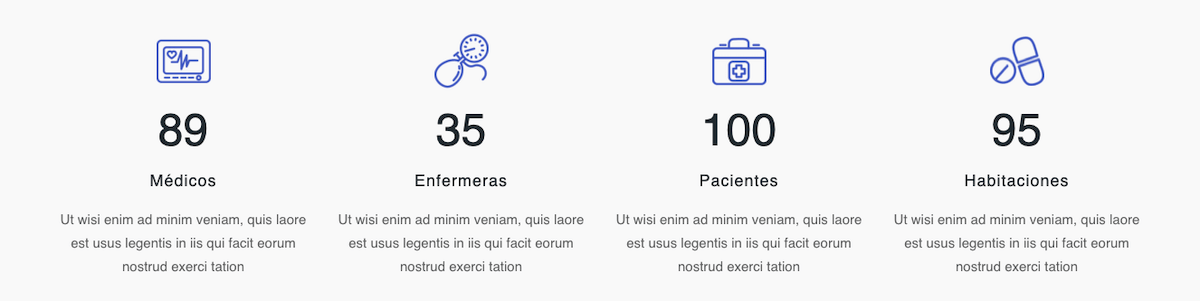 89
35
100
95
Médicos
Enfermeras
Pacientes
Habitaciones
Ut wisi enim ad minim veniam, quis laore
est usus legentis in iis qui facit eorum
nostrud exerci tation
Ut wisi enim ad minim veniam, quis laore
est usus legentis in iis qui facit eorum
nostrud exerci tation
Ut wisi enim ad minim veniam, quis laore
est usus legentis in iis qui facit eorum
nostrud exerci tation
Ut wisi enim ad minim veniam, quis laore
est usus legentis in iis qui facit eorum
nostrud exerci tation